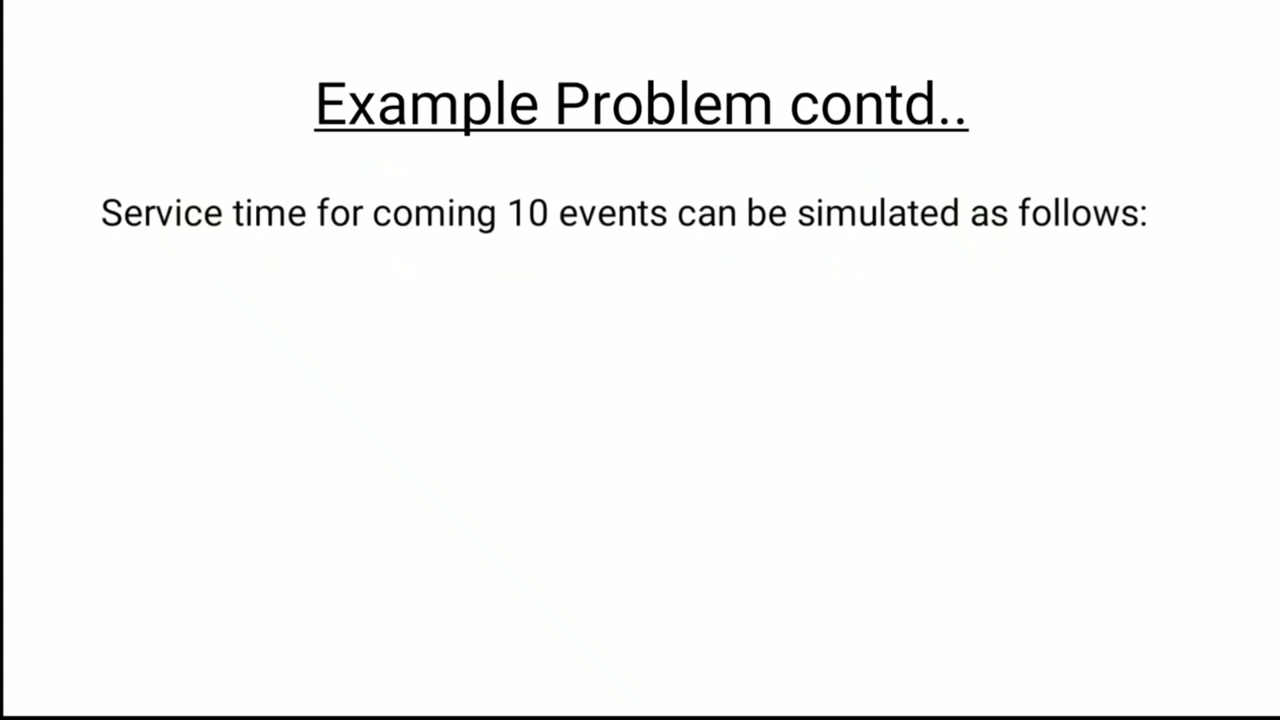 Example Problem contd..
Service time for coming 10 events can be simulated as follows: